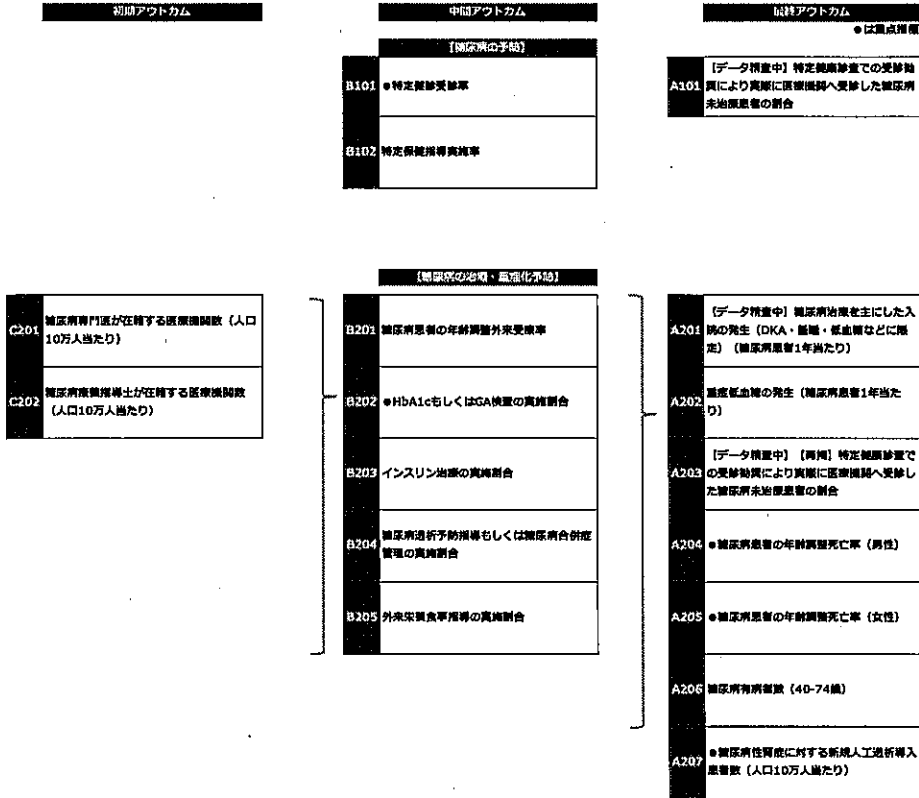 初期アウトカム
中間アウトカム
最終アウトカム
●は重点指標
【糖尿病の予防】
B101 ●特定健診受診率
B102 特定保健指導実施率
A101 【データ精査中】特定健康診査での受診勧
奨により実際に医療機関へ受診した糖尿病
未治療患者の割合
【糖尿病の治療・重症化予防】
C201 糖尿病専門医が在籍する医療機関数（人口
10万人当たり）
C202 糖尿病療養指導士が在籍する医療機関数
（人口10万人当たり）
B201 糖尿病患者の年齢調整外来受療率
B202 ●HbA1cもしくはGA検査の実施割合
B203 インスリン治療の実施割合
B204 糖尿病透析予防指導もしくは糖尿病合併症
管理の実施割合
B205 外来栄養食事指導の実施割合
A201 【データ精査中】糖尿病治療を主にした入
院の発生（DKA・昏睡・低血糖などに限
定）（糖尿病患者1年当たり）
A202 重症低血糖の発生（糖尿病患者1年当た
り）
A203 【データ精査中】【再掲】特定健康診査で
の受診勧奨により実際に医療機関へ受診し
た糖尿病未治療患者の割合
A204 ●糖尿病患者の年齢調整死亡率（男性）
A205 ●糖尿病患者の年齢調整死亡率（女性）
A206 糖尿病有病者数（40-74歳）
A207 ●糖尿病性腎症に対する新規人工透析導入
患者数（人口10万人当たり）